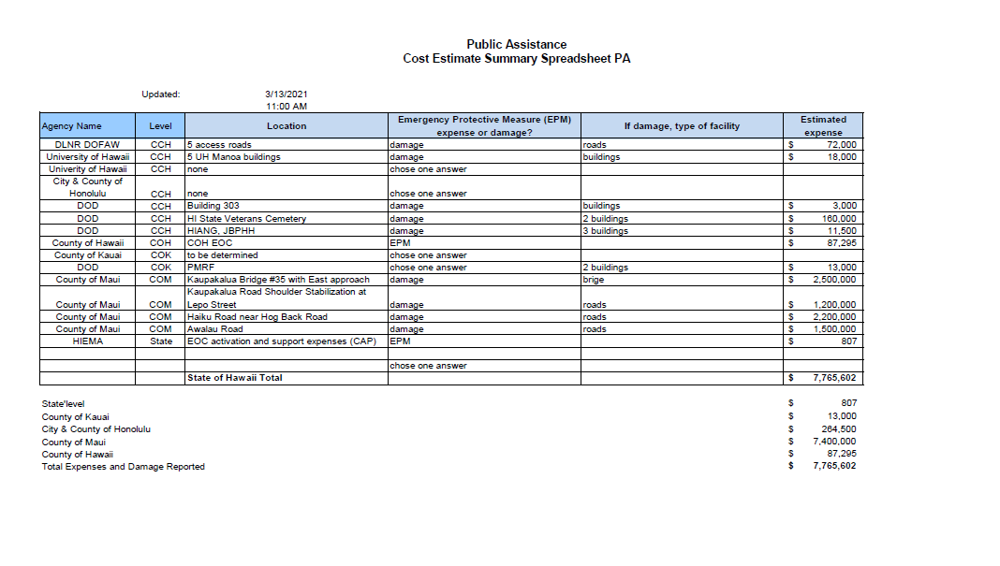 Public Assistance
Cost Estimate Summary Spreadsheet PA
Updated: 3/13/2021
11:00 AM
Agency Name Level Location Emergency Protective Measure (EPM) expense or damage? If damage, type of facility Estimated expense
DLNR DOFAW CCH 5 access roads damage roads $ 72,000
University of Hawaii CCH 5 UH Manoa buildings damage buildings $ 18,000
Univerity of Hawaii CCH none chose one answer
City & County of Honolulu CCH none chose one answer
DOD CCH Building 303 damage buildings $ 3,000
DOD CCH HI State Veterans Cemetery damage 2 buildings $ 160,000
DOD CCH HIANG, JBPHH damage 3 buildings $ 11,500
County of Hawaii COH COH EOC EPM $ 87,295
County of Kauai COK to be determined chose one answer
DOD COK PMRF chose one answer 2 buildings $ 13,000
County of Maui COM Kaupakalua Bridge #35 with East approach damage brige $ 2,500,000
County of Maui COM Kaupakalua Road Shoulder Stabilization at Lepo Street damage roads $ 1,200,000
County of Maui COM Haiku Road near Hog Back Road damage roads $ 2,200,000
County of Maui COM Awalau Road damage roads $ 1,500,000
HIEMA State EOC activation and support expenses (CAP) EPM $ 807
chose one answer
State of Hawaii Total $ 7,765,602
State'level $ 807
County of Kauai $ 13,000
City & County of Honolulu $ 264,500
County of Maui $ 7,400,000
County of Hawaii $ 87,295
Total Expenses and Damage Reported $ 7,765,602